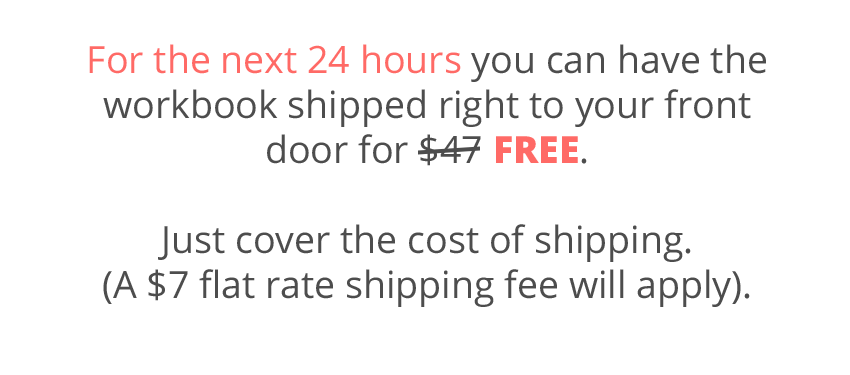 For the next 24 hours you can have the
workbook shipped right to your front
door for $47 FREE.
Just cover the cost of shipping.
(A $7 flat rate shipping fee will apply).